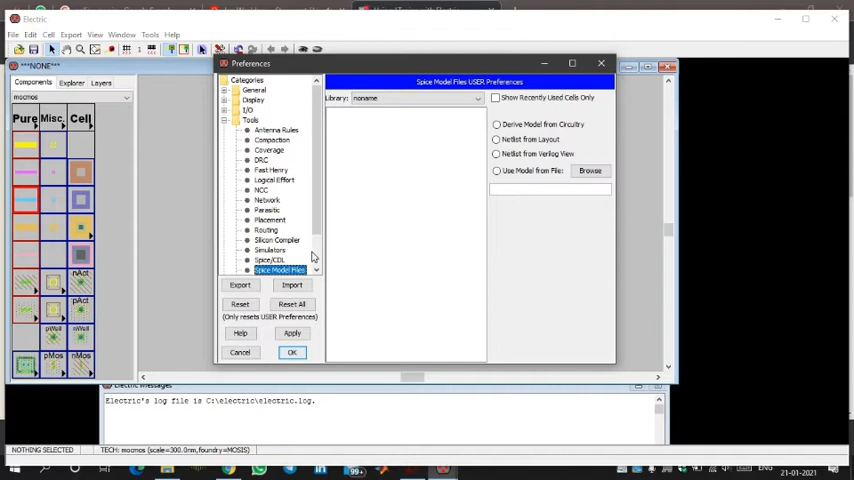 Electric
File Edit Cell Export View Window Tools Help
***NONE***
Components Explorer Layers
mocmos
Pure Misc. Cell
nAct
pAct
pWell nWell
pMos nMos
Preferences
Categories
General
Display
I/O
Tools
Antenna Rules
Compaction
Coverage
DRC
Fast Henry
Logical Effort
NCC
Network
Parasitic
Placement
Routing
Silicon Compiler
Simulators
Spice/CDL
Spice Model Files
Export Import
Reset Reset All
(Only resets USER Preferences)
Help Apply
Cancel OK
Spice Model Files USER Preferences
Library: noname
Show Recently Used Cells Only
Derive Model from Circuitry
Netlist from Layout
Netlist from Verilog View
Use Model from File: Browse
Electric Messages
Electric's log file is C:\electric\electric.log.
NOTHING SELECTED TECH: mocmos (scale=300.0nm,foundry=MOSIS)
99+
ENG 21-01-2021